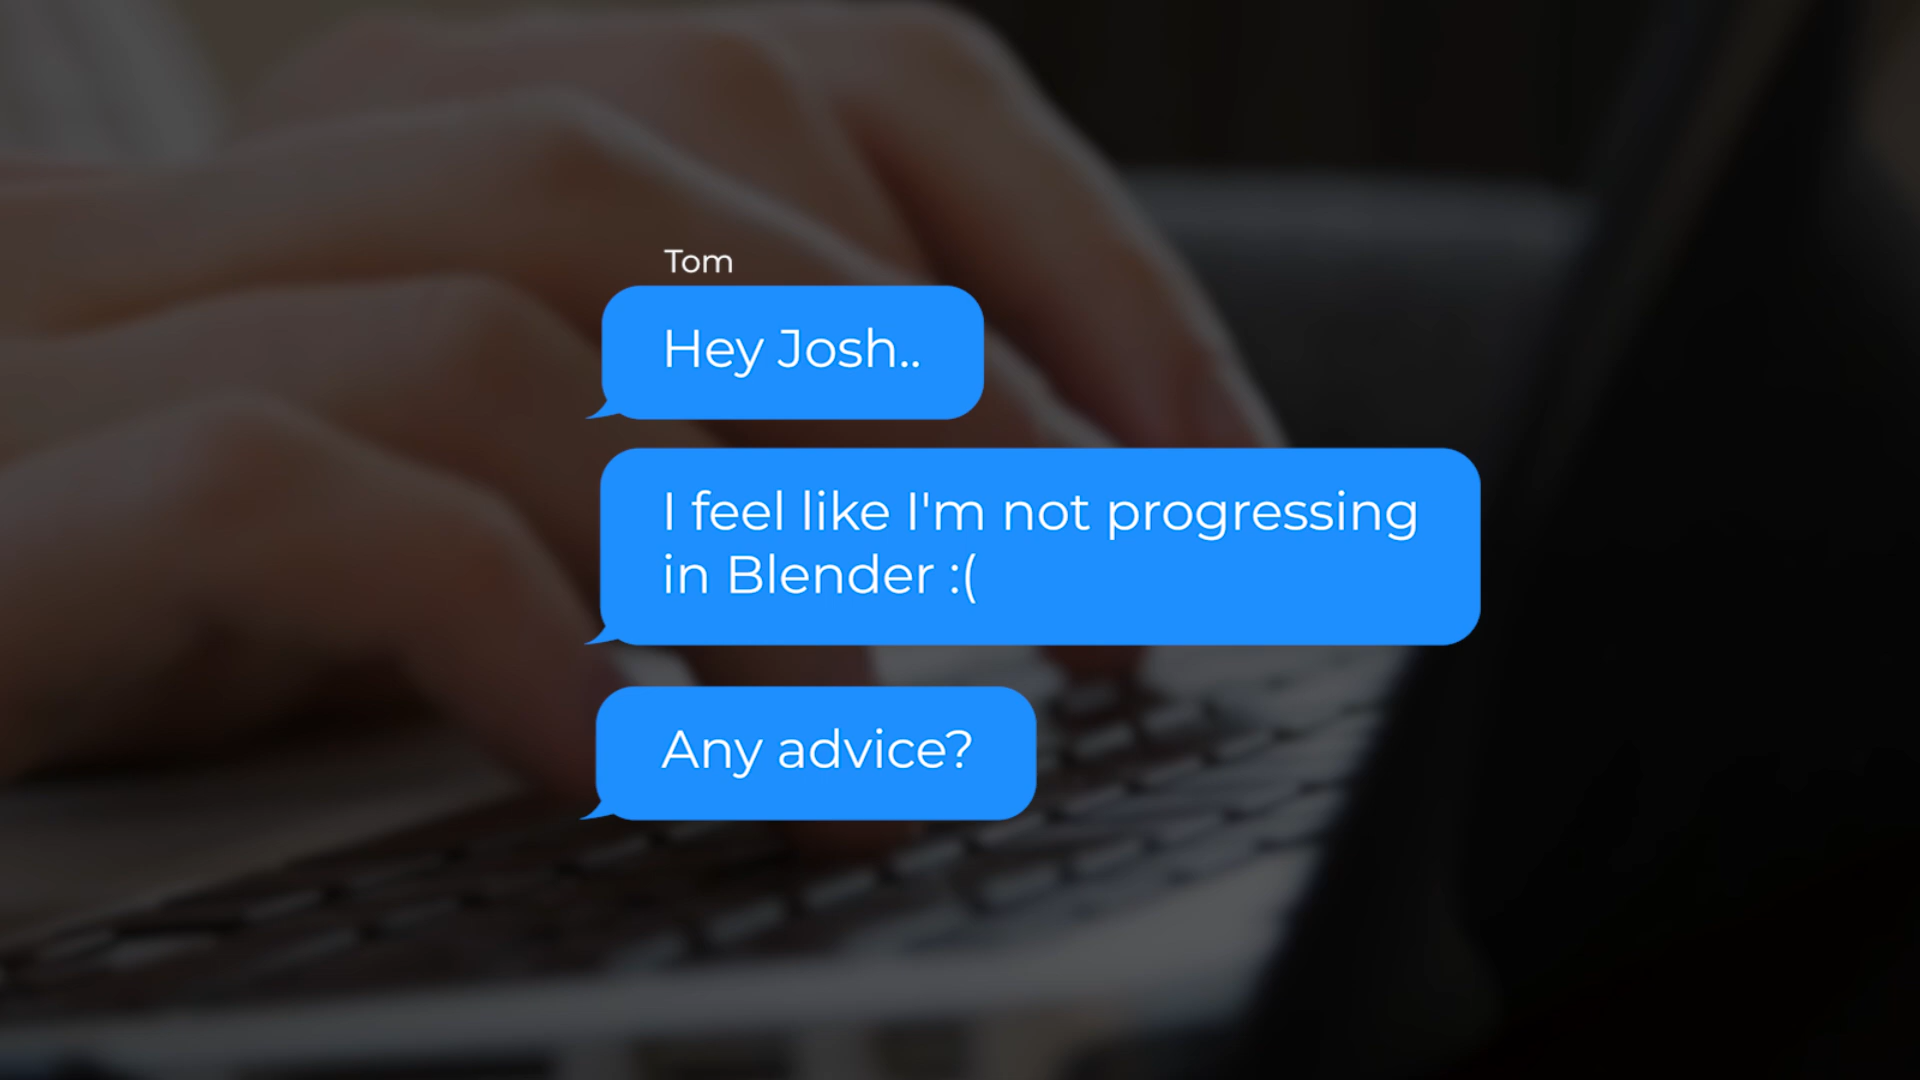 Tom
Hey Josh..
I feel like I'm not progressing
in Blender :(
Any advice?